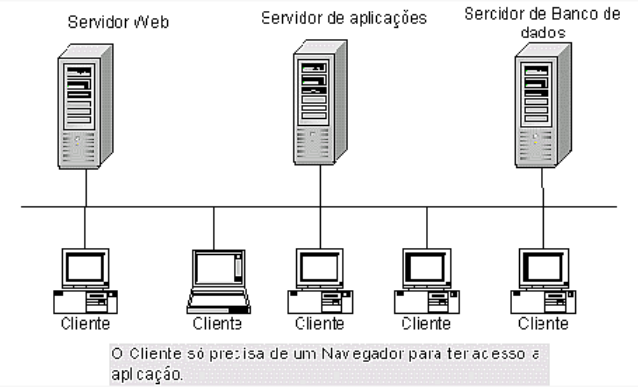 Servidor Web
Servidor de aplicações
Sercidor de Banco de
dados
Cliente
Cliente
Cliente
Cliente
Cliente
O Cliente só precisa de um Navegador para ter acesso a
aplicação.